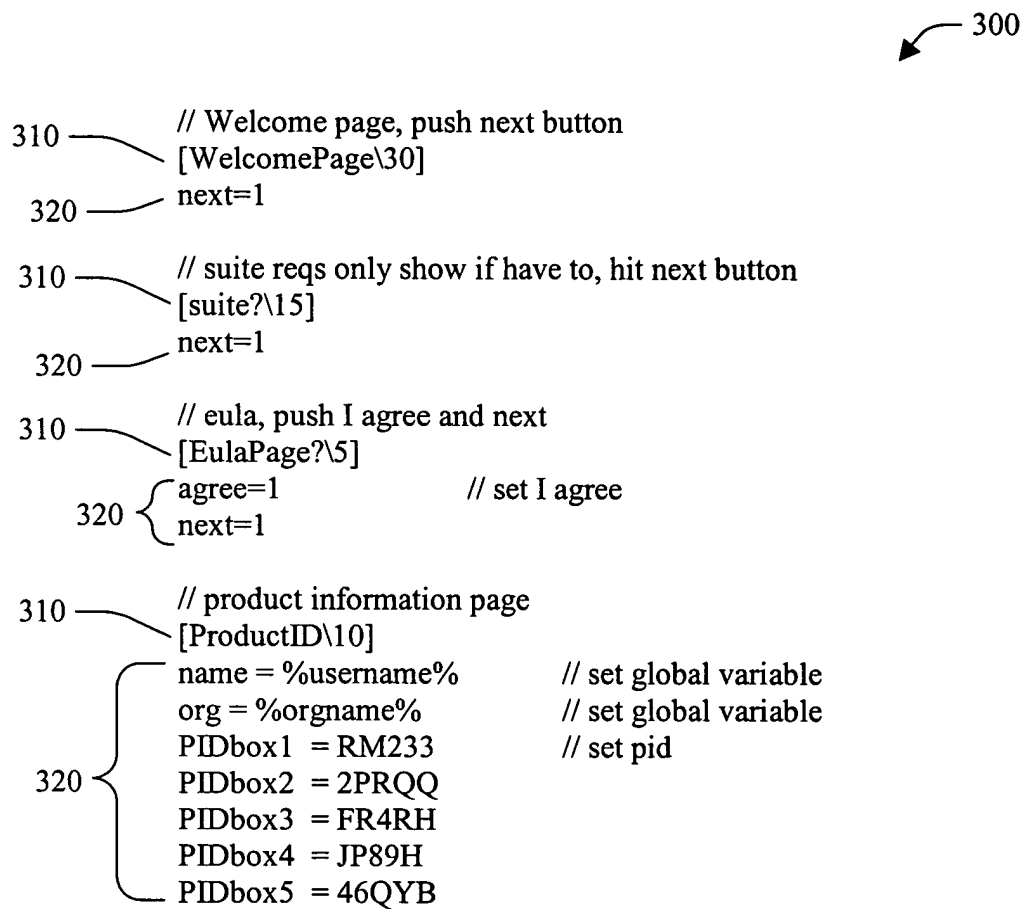 300
// Welcome page, push next button
310
[WelcomePage\30]
next=1
320
// suite reqs only show if have to, hit next button
310
[suite?\15]
next=1
320
// eula, push I agree and next
310
[EulaPage?\5]
agree=1 // set I agree
320
next=1
// product information page
310
[ProductID\10]
name = %username% // set global variable
org = %orgname% // set global variable
PIDbox1 = RM233 // set pid
320
PIDbox2 = 2PRQQ
PIDbox3 = FR4RH
PIDbox4 = JP89H
PIDbox5 = 46QYB